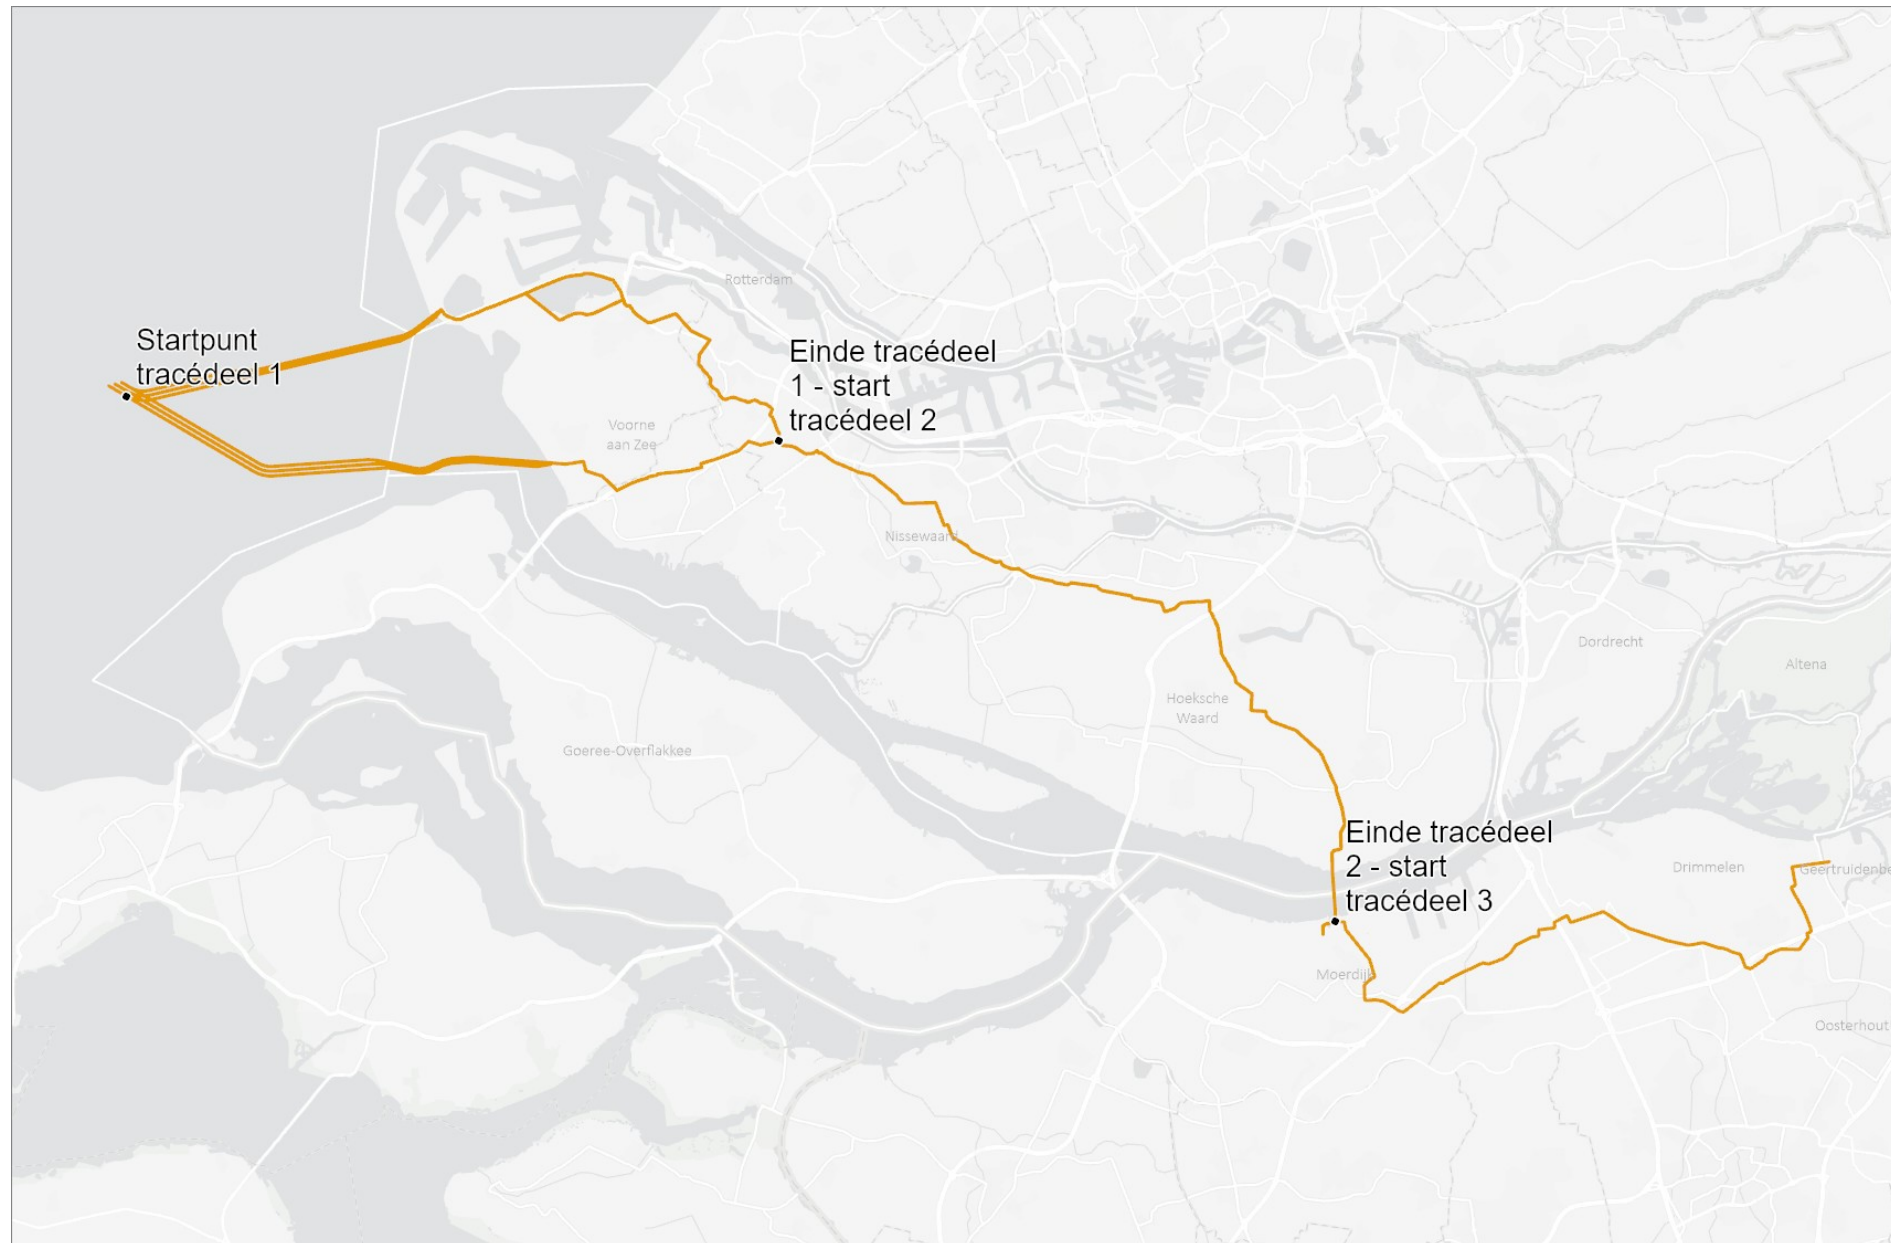 Rotterdam
Startpunt
tracédeel 1
Einde tracédeel
1 - start
tracédeel 2
Voorne
aan Zee
Nissewaard
Dordrecht
Altena
Hoeksche
Waard
Goeree-Overflakkee
Einde tracédeel
2 - start
tracédeel 3
Drimmelen
Geertruidenbe
Moerdijk
Oosterhout